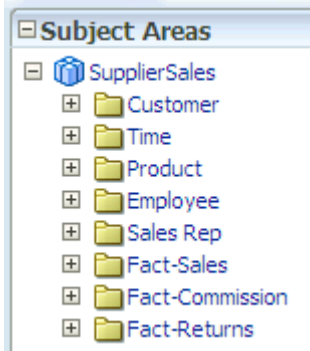 Subject Areas
SupplierSales
Customer
Time
Product
Employee
Sales Rep
Fact-Sales
Fact-Commission
Fact-Returns